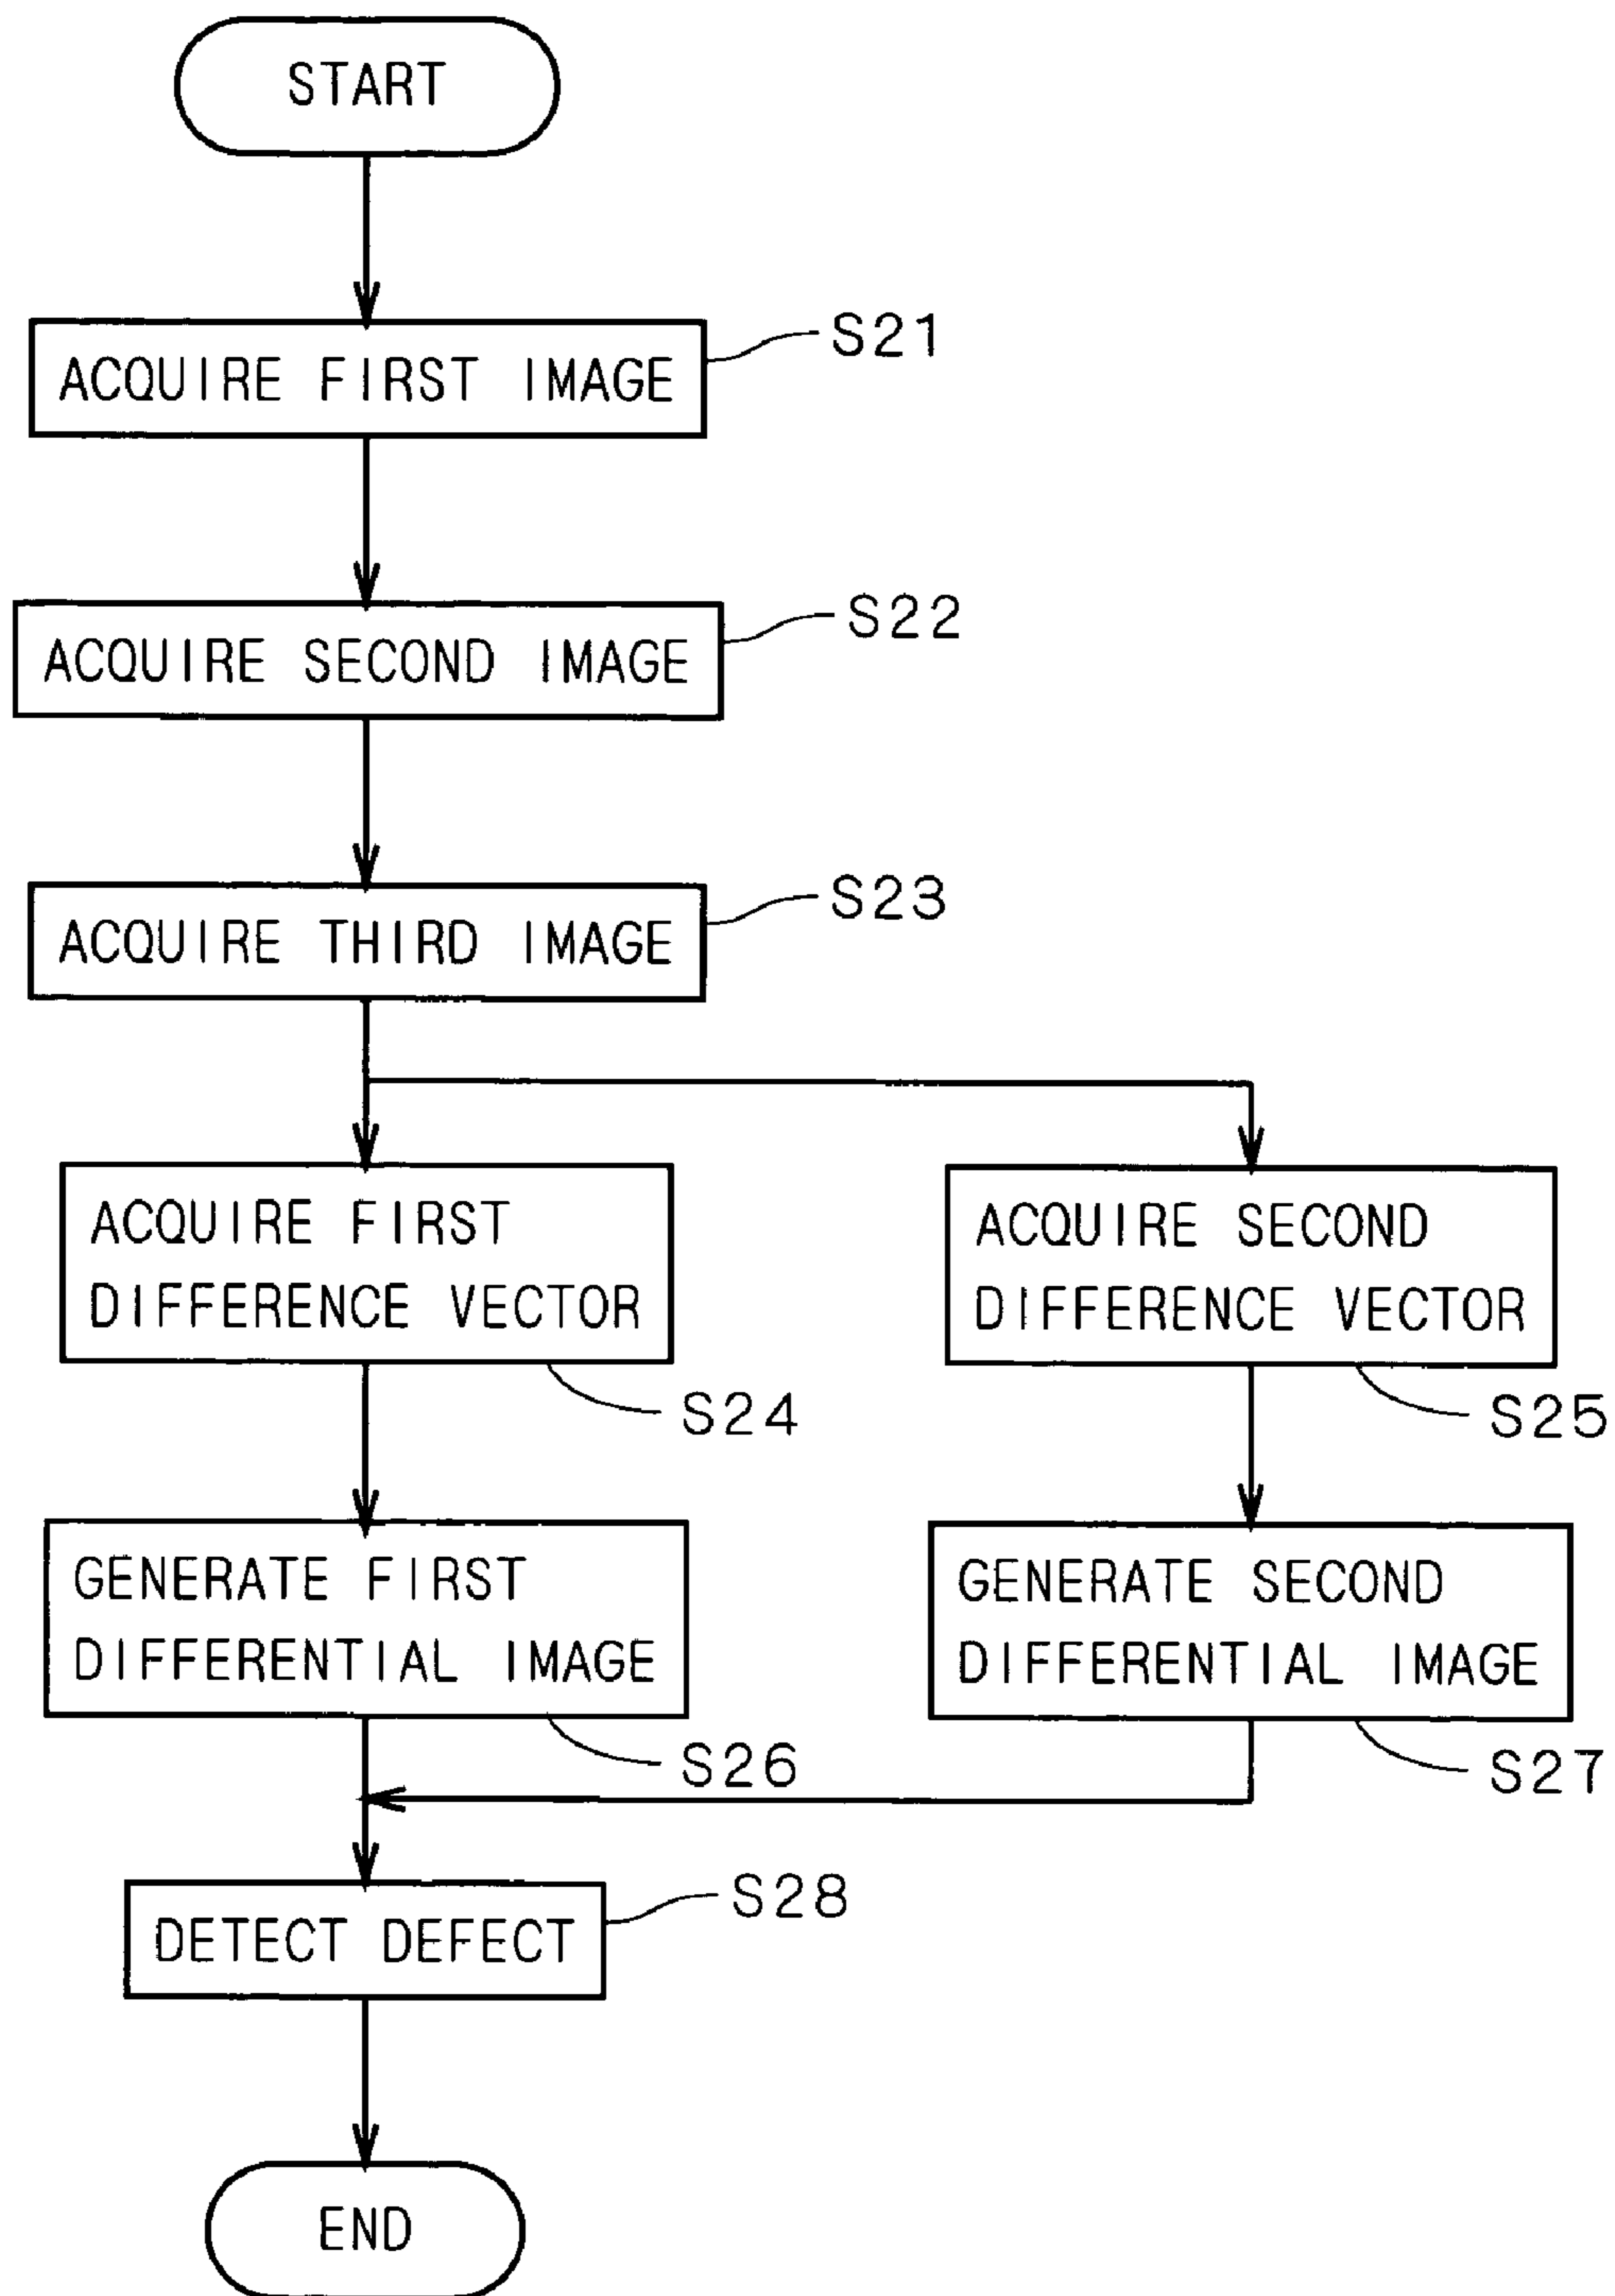 START
ACQUIRE FIRST IMAGE
S21
ACQUIRE SECOND IMAGE
S22
ACQUIRE THIRD IMAGE
S23
ACQUIRE FIRST
DIFFERENCE VECTOR
S24
ACQUIRE SECOND
DIFFERENCE VECTOR
S25
GENERATE FIRST
DIFFERENTIAL IMAGE
S26
GENERATE SECOND
DIFFERENTIAL IMAGE
S27
DETECT DEFECT
S28
END